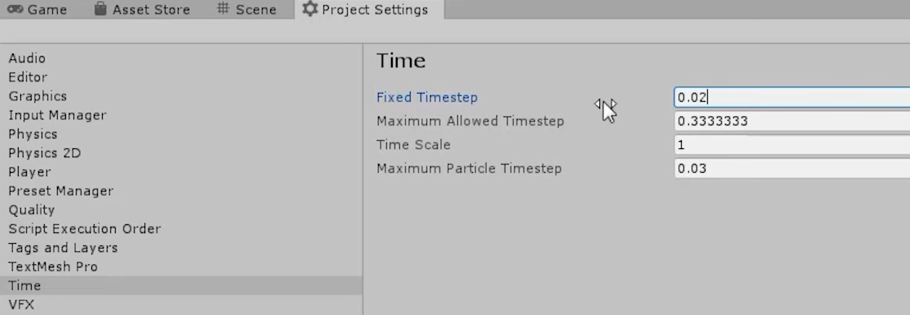 Game Asset Store Scene Project Settings
Audio
Editor
Graphics
Input Manager
Physics
Physics 2D
Player
Preset Manager
Quality
Script Execution Order
Tags and Layers
TextMesh Pro
Time
VFX
Time
Fixed Timestep 0.02
Maximum Allowed Timestep 0.3333333
Time Scale 1
Maximum Particle Timestep 0.03